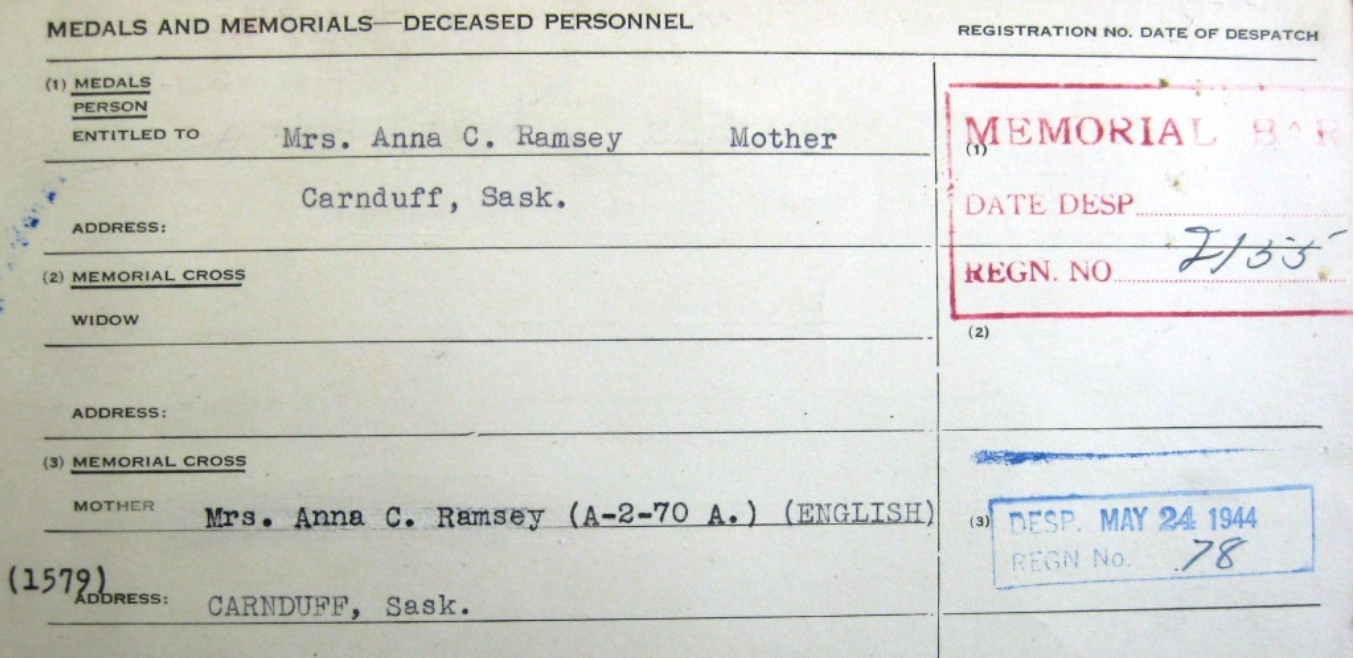 MEDALS AND MEMORIALS—DECEASED PERSONNEL
REGISTRATION NO. DATE OF DESPATCH
(1) MEDALS
PERSON
ENTITLED TO Mrs. Anna C. Ramsey Mother
Carnduff, Sask.
ADDRESS:
(1)
MEMORIAL BAR
DATE DESP
REGN. NO 2155
(2) MEMORIAL CROSS
WIDOW
(2)
ADDRESS:
(3) MEMORIAL CROSS
MOTHER Mrs. Anna C. Ramsey (A-2-70 A.) (ENGLISH)
(3) DESP. MAY 24 1944
REGN No. 78
(1579)
ADDRESS: CARNDUFF, Sask.